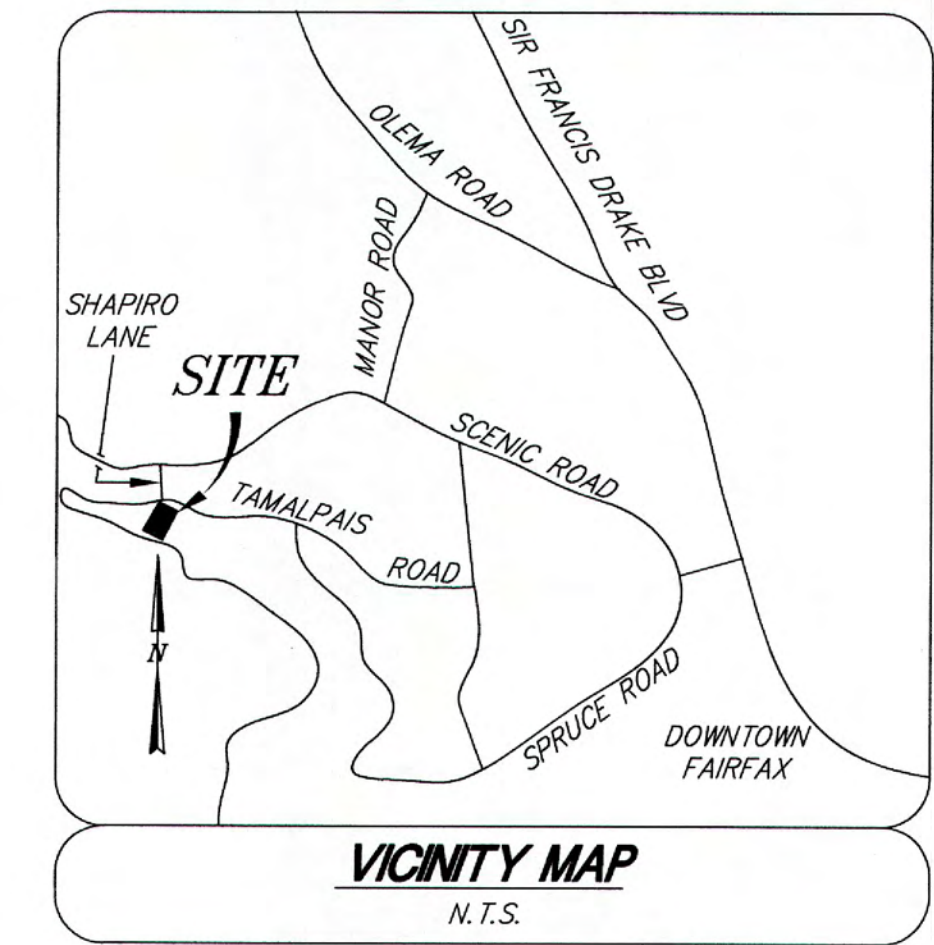 SIR FRANCIS DRAKE BLVD
OLEMA ROAD
MANOR ROAD
SHAPIRO
LANE
SITE
SCENIC ROAD
TAMALPAIS
ROAD
N
SPRUCE ROAD
DOWNTOWN
FAIRFAX
VICINITY MAP
N.T.S.